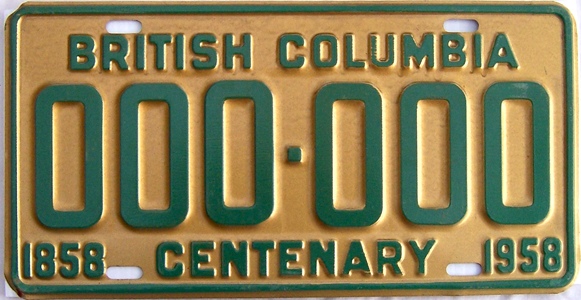 BRITISH COLUMBIA
000·000
1858 CENTENARY 1958